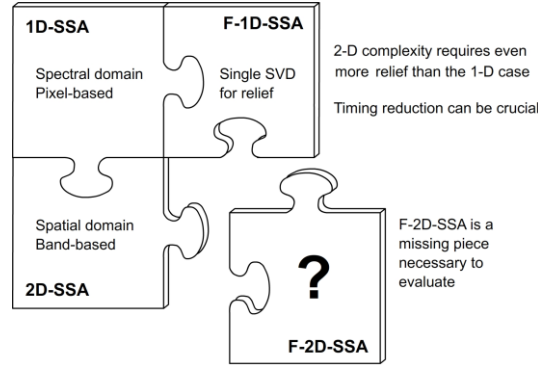 1D-SSA
Spectral domain
Pixel-based
F-1D-SSA
Single SVD
for relief
2-D complexity requires even
more relief than the 1-D case
Timing reduction can be crucial
Spatial domain
Band-based
2D-SSA
?
F-2D-SSA
F-2D-SSA is a
missing piece
necessary to
evaluate